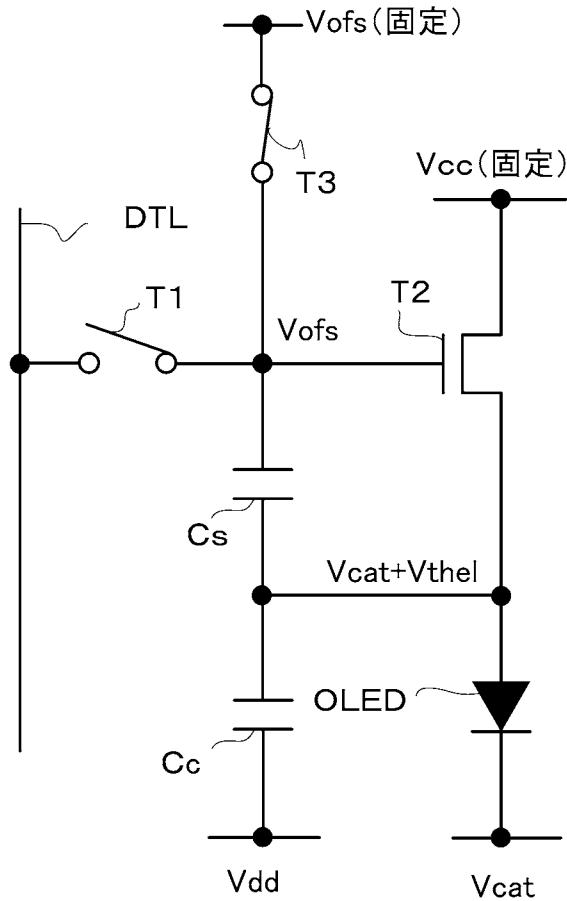 Vofs(固定)
T3
Vcc(固定)
DTL
T1
T2
Vofs
Cs
Vcat+Vthel
OLED
Cc
Vdd
Vcat